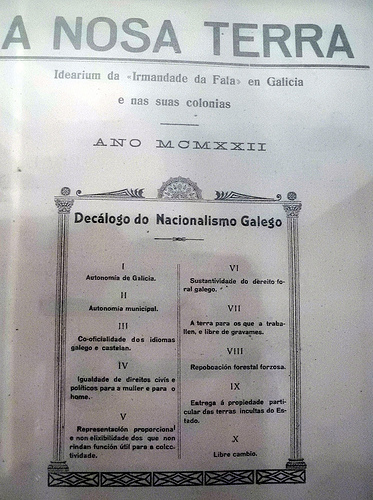 A NOSA TERRA
Idearium da «Irmandade da Fala» en Galicia
e nas suas colonias
ANO MCMXXII
Decálogo do Nacionalismo Galego
I
Autonomia de Galicia.
II
Autonomia municipal.
III
Co-oficialidade dos idiomas
galego e castelan.
IV
Igualdade de direitos civís e
políticos para a muller e para o
home.
V
Representación proporcional
e non elixibilidade dos que non
rindan función útil para a colec-
tividade.
VI
Sustantividade do dereito fo-
ral galego.
VII
A terra para os que a traba-
llen, e libre de gravames.
VIII
Repoboación forestal forzosa.
IX
Entrega á propiedade parti-
cular das terras incultas do Es-
tado.
X
Libre cambio.